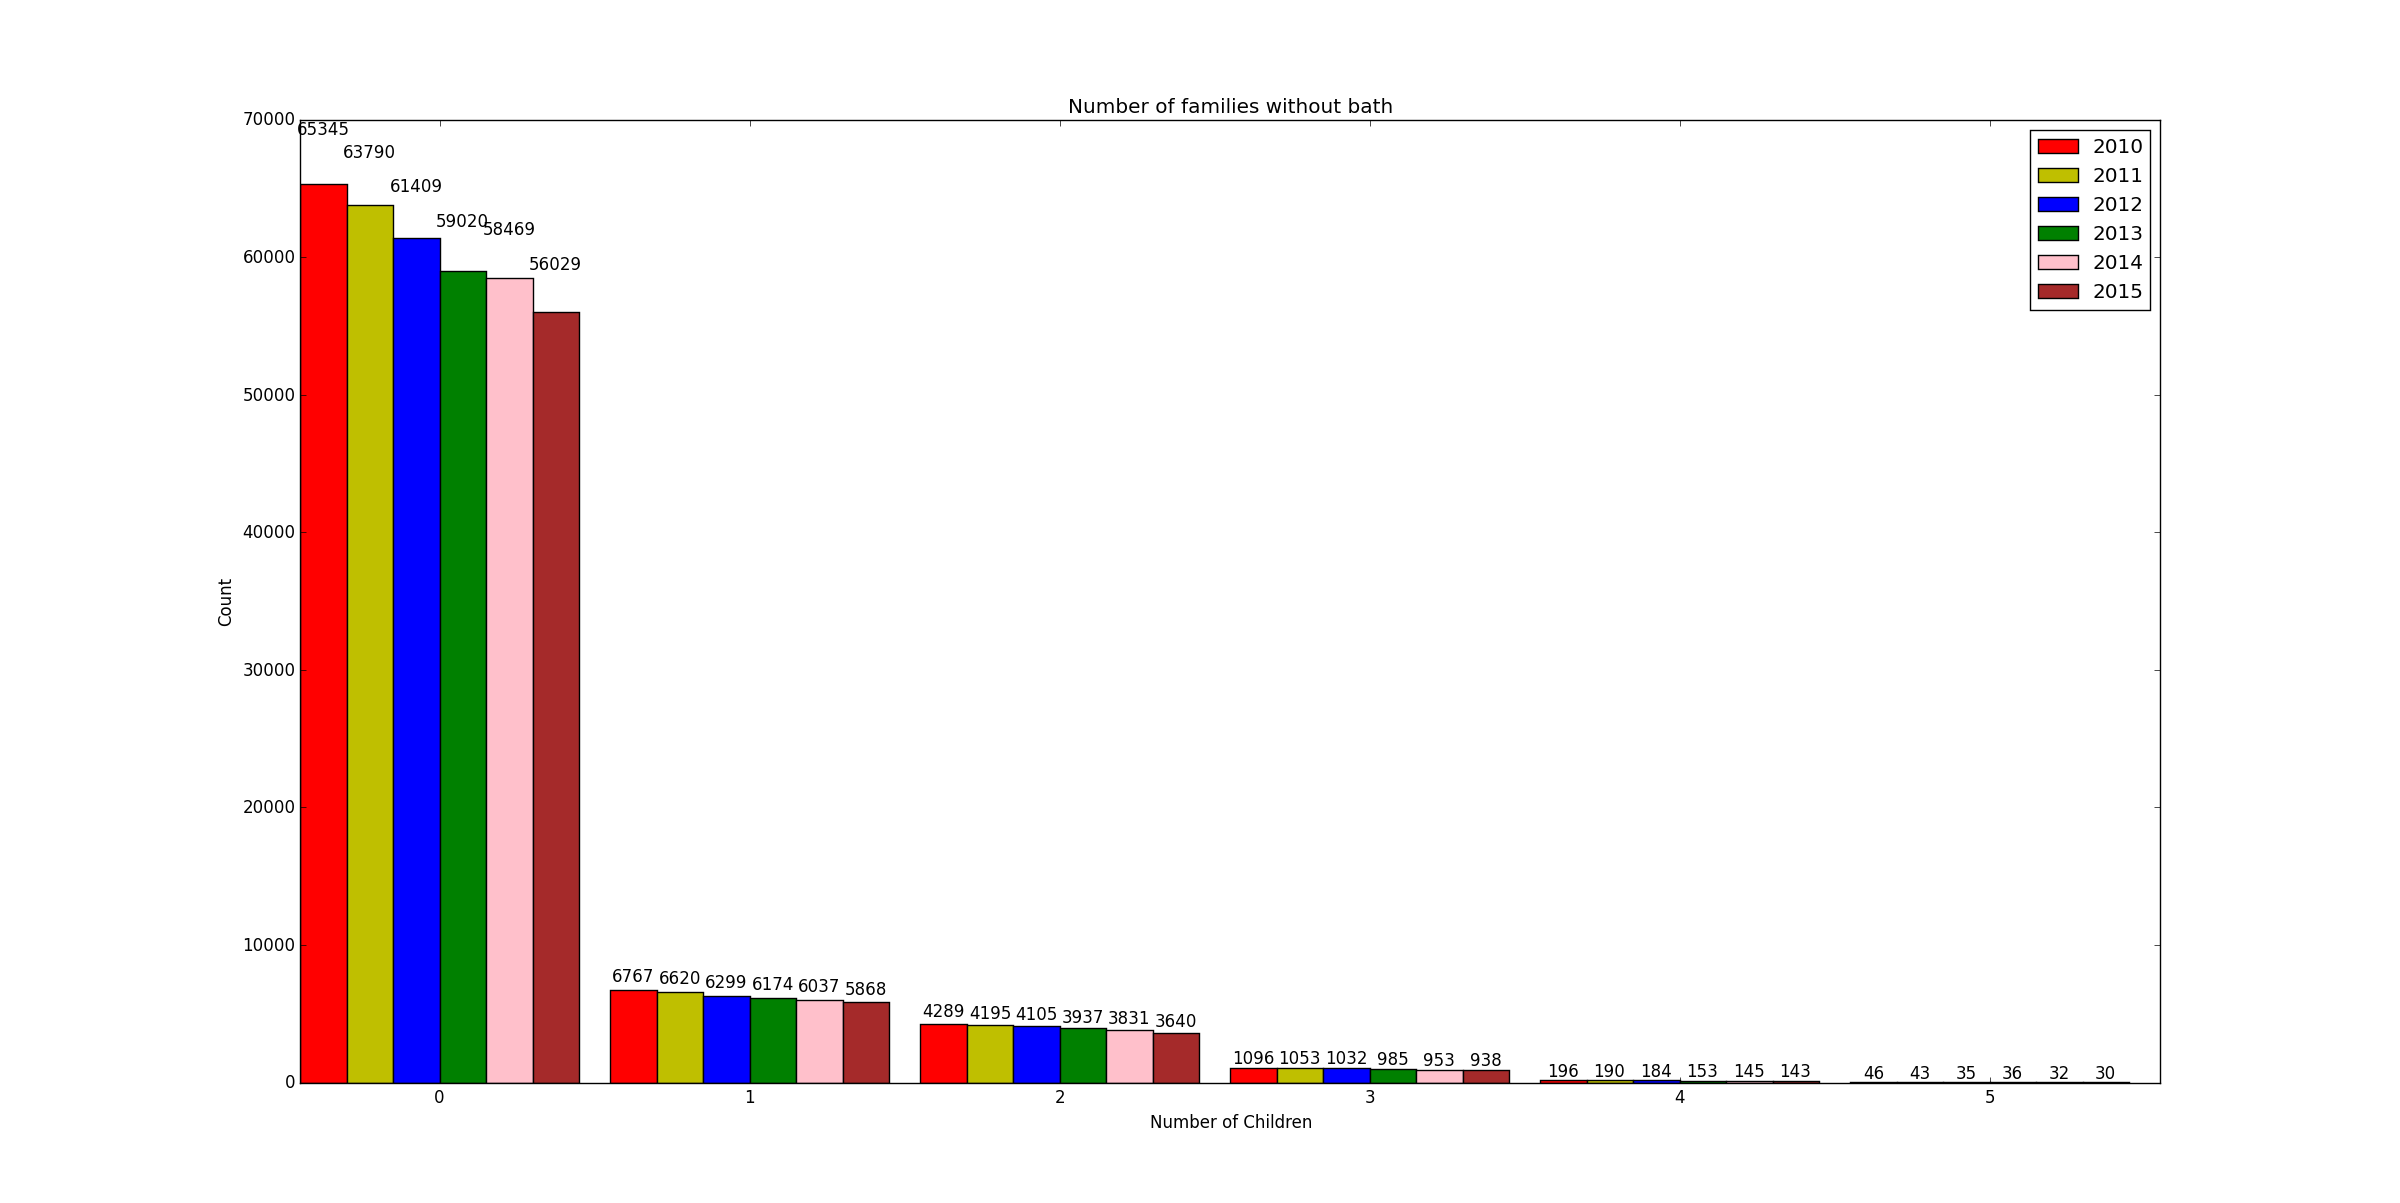 Number of families without bath
70000
60000
50000
40000
30000
20000
10000
0
Count
65345
63790
61409
59020
58469
56029
6767 6620 6299 6174 6037 5868
4289 4195 4105 3937 3831 3640
1096 1053 1032 985 953 938
196 190 184 153 145 143
46 43 35 36 32 30
0 1 2 3 4 5
Number of Children
2010
2011
2012
2013
2014
2015